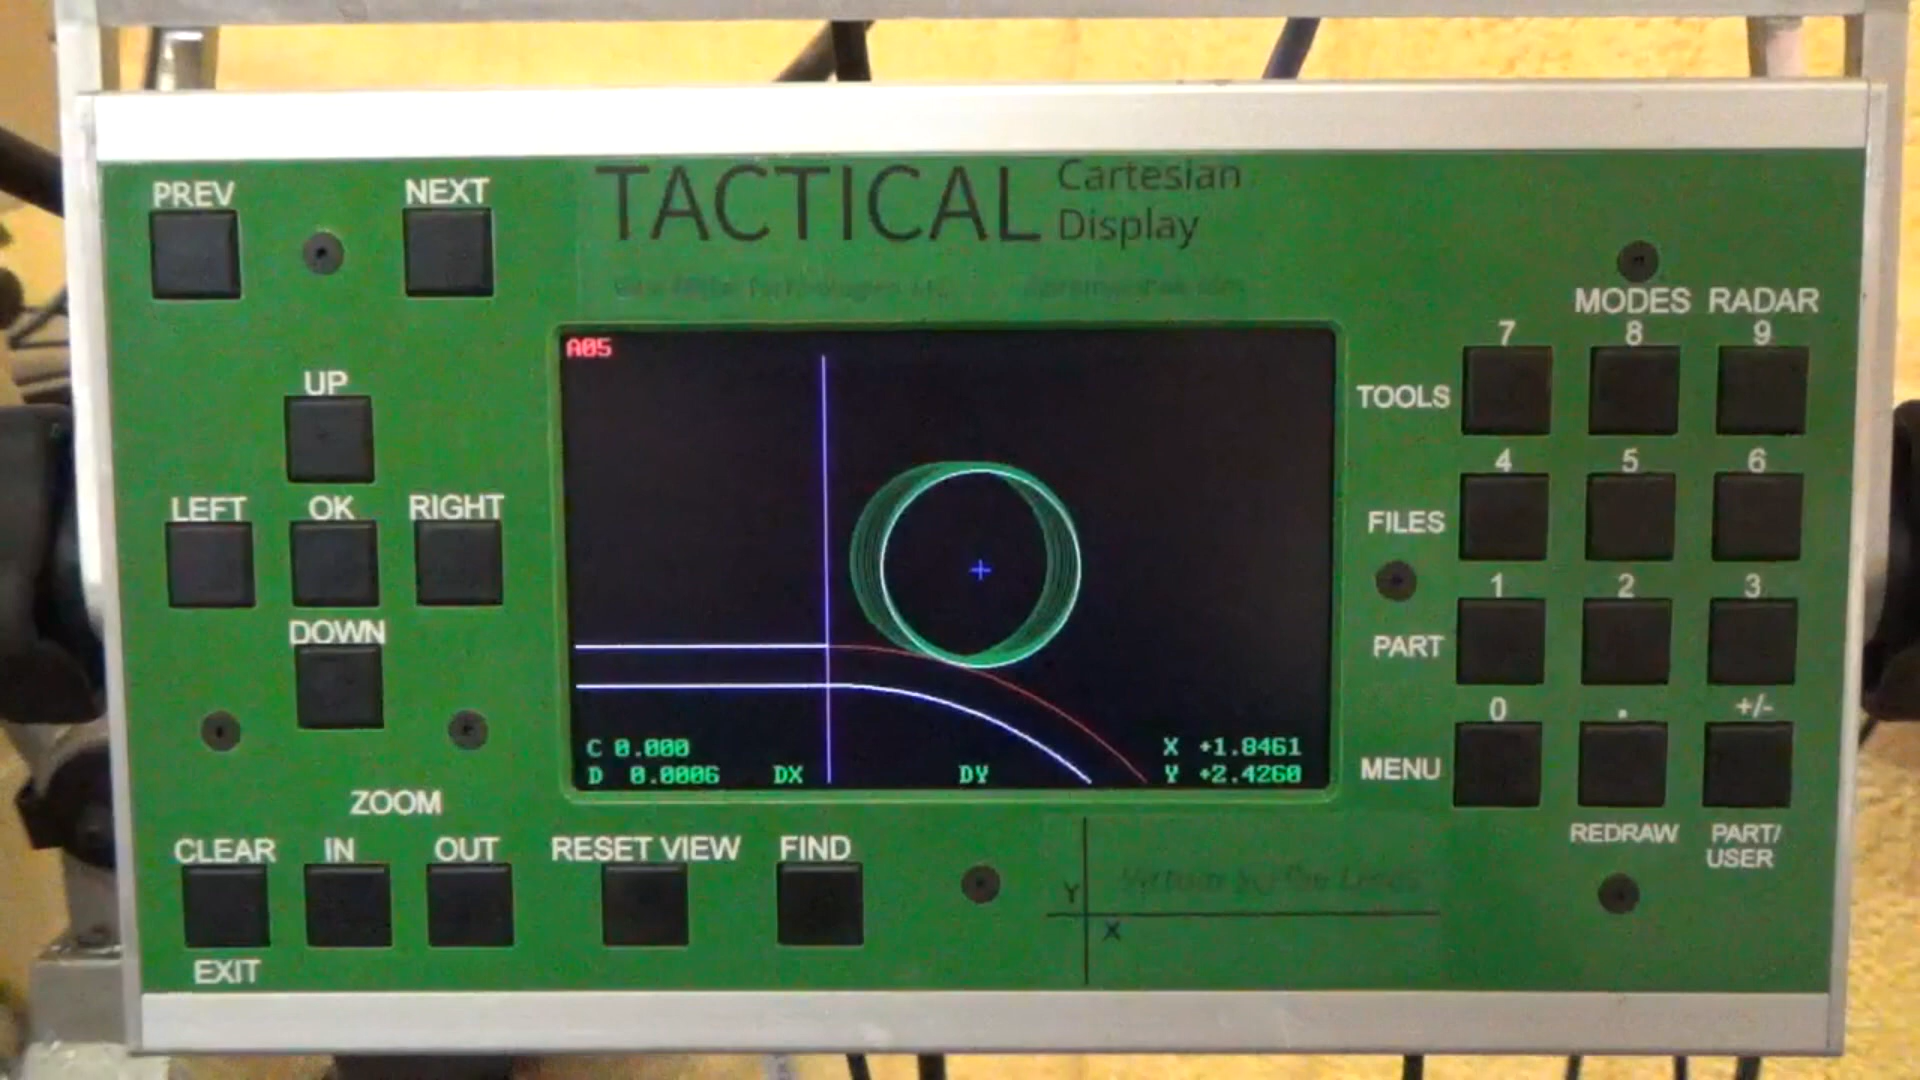 TACTICAL Cartesian Display
PREV NEXT
MODES RADAR
7 8 9
A05
UP
TOOLS
4 5 6
LEFT OK RIGHT
FILES
1 2 3
DOWN
PART
0 . +/-
C 0.000 X +1.8461
D 0.0006 DX DY Y +2.4260
MENU
ZOOM
REDRAW PART/
USER
CLEAR IN OUT RESET VIEW FIND
Y
X
EXIT